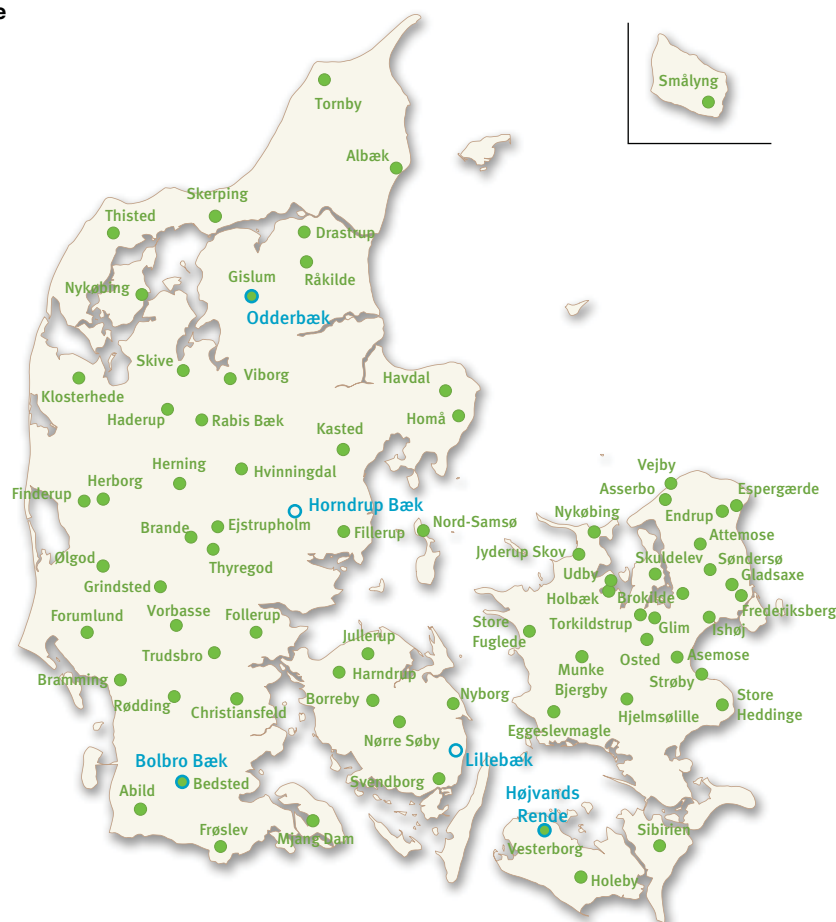 e
Smålyng
Tornby
Albæk
Skerping
Thisted
Drastrup
Gislum
Råkilde
Nykøbing
Odderbæk
Skive
Viborg
Havdal
Klosterhede
Haderup
Rabis Bæk
Homå
Kasted
Vejby
Herning
Hvinningdal
Herborg
Asserbo
Espergærde
Finderup
Horndrup Bæk
Nykøbing
Endrup
Brande
Ejstrupholm
Fillerup
Nord-Samsø
Attemose
Jyderup Skov
Skuldelev
Søndersø
Ølgod
Thyregod
Udby
Gladsaxe
Grindsted
Holbæk
Brokilde
Frederiksberg
Forumlund
Vorbasse
Follerup
Store
Fuglede
Torkildstrup
Glim
Ishøj
Jullerup
Trudsbro
Osted
Asemose
Bramming
Harndrup
Munke
Bjergby
Strøby
Rødding
Christiansfeld
Borreby
Nyborg
Store
Heddinge
Hjelmsølille
Eggeslevmagle
Nørre Søby
Bolbro Bæk
Lillebæk
Bedsted
Svendborg
Abild
Højvands
Rende
Frøslev
Mjang Dam
Vesterborg
Sibirien
Holeby